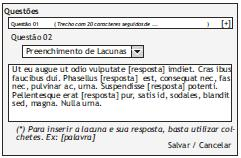 Questões
Questão 01 ( Trecho com 20 caracteres seguidos de ... ) [+]
Questão 02
Preenchimento de Lacunas
Ut eu augue ut odio vulputate [resposta] imdiet. Cras ibus
faucibus dui. Phasellus [resposta] est, consequat nec, fas
nec, pulvinar ac, urna. Suspendisse [resposta] potenti.
Pellentesque erat [resposta] pur, satis id, sodales, blandit
sed, magna. Nulla urna.
(*) Para inserir a lacuna e sua resposta, basta utilizar col-
chetes. Ex: [palavra]
Salvar / Cancelar